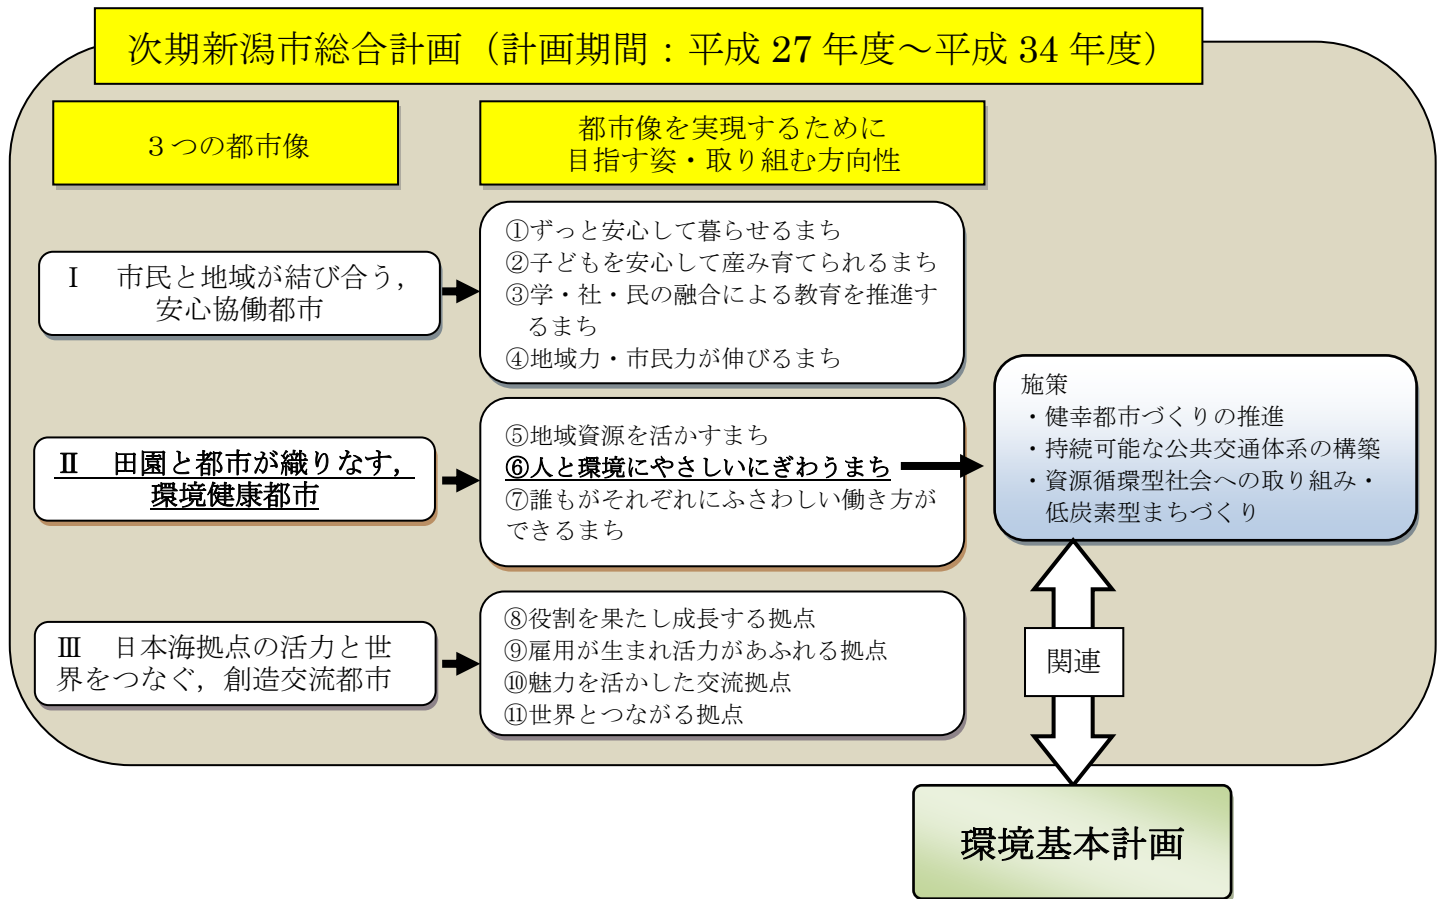 次期新潟市総合計画（計画期間：平成 27 年度～平成 34 年度）
３つの都市像
都市像を実現するために
目指す姿・取り組む方向性
Ⅰ　市民と地域が結び合う，
安心協働都市
①ずっと安心して暮らせるまち
②子どもを安心して産み育てられるまち
③学・社・民の融合による教育を推進す
るまち
④地域力・市民力が伸びるまち
Ⅱ　田園と都市が織りなす，
環境健康都市
⑤地域資源を活かすまち
⑥人と環境にやさしいにぎわうまち
⑦誰もがそれぞれにふさわしい働き方が
できるまち
施策
・健幸都市づくりの推進
・持続可能な公共交通体系の構築
・資源循環型社会への取り組み・
低炭素型まちづくり
Ⅲ　日本海拠点の活力と世
界をつなぐ，創造交流都市
⑧役割を果たし成長する拠点
⑨雇用が生まれ活力があふれる拠点
⑩魅力を活かした交流拠点
⑪世界とつながる拠点
関連
環境基本計画